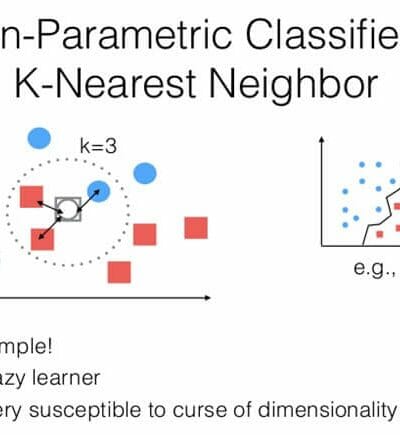 n-Parametric Classifie
K-Nearest Neighbor
k=3
e.g.,
mple!
azy learner
ery susceptible to curse of dimensionality